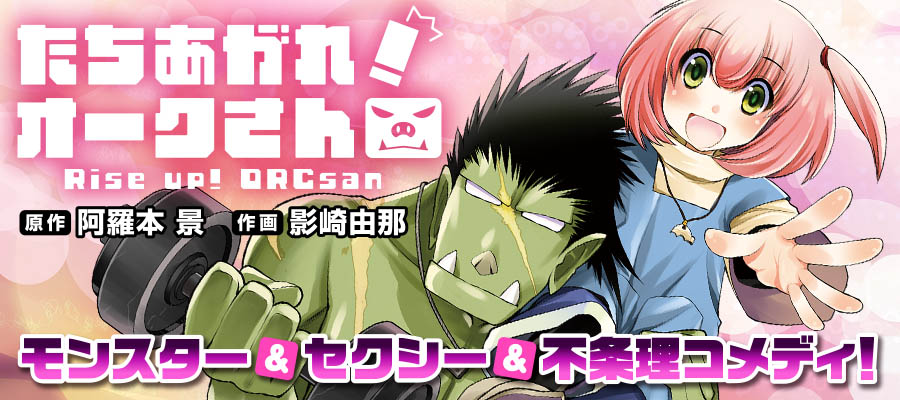 たちあがれ!
オークさん
Rise up! ORCsan
原作 阿羅本 景 作画 影崎由那
モンスター&セクシー&不条理コメディ!